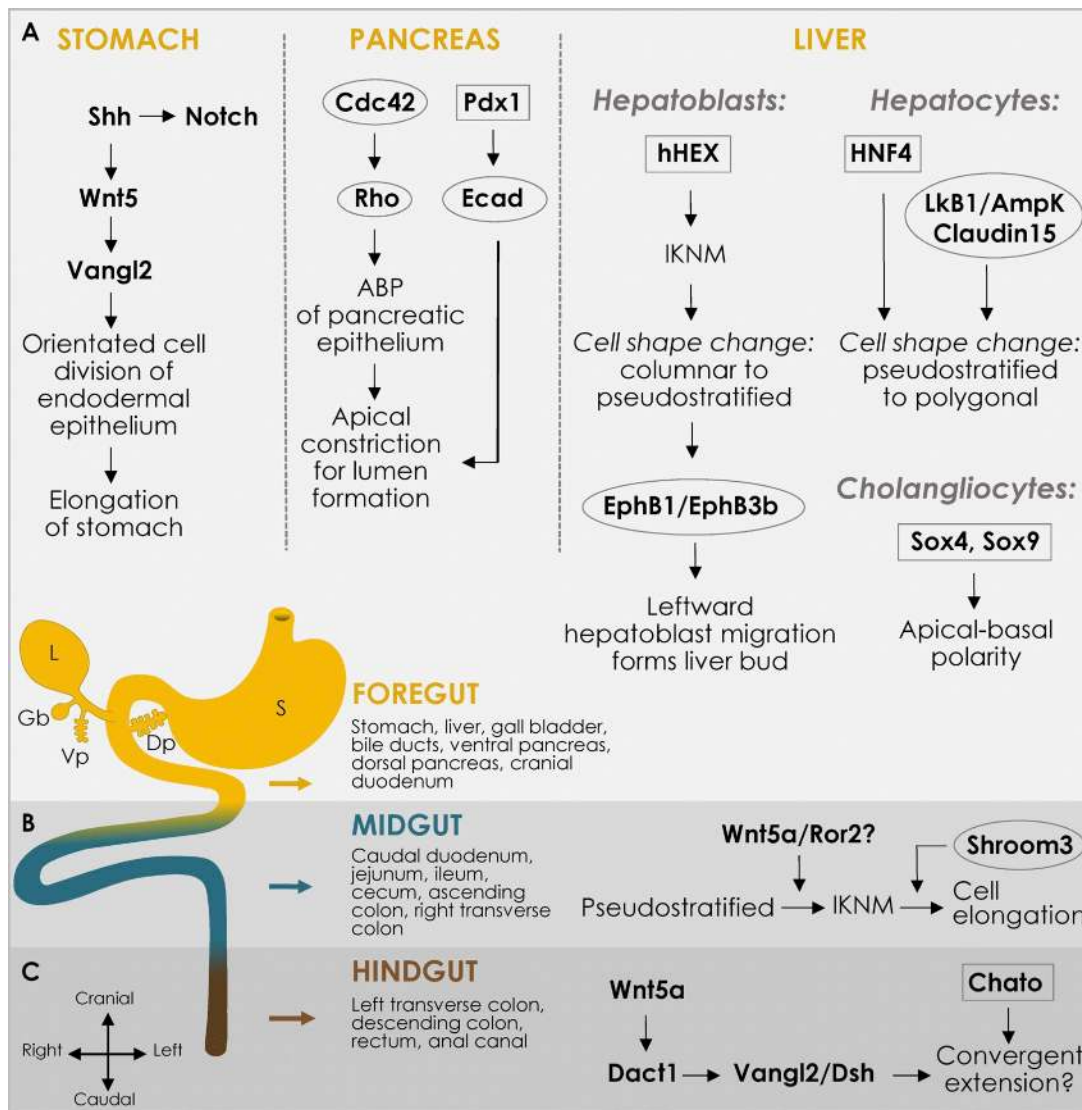 A
STOMACH
Shh → Notch
Wnt5
Vangl2
Orientated cell
division of
endodermal
epithelium
Elongation
of stomach
PANCREAS
Cdc42
Rho
ABP
of pancreatic
epithelium
Apical
constriction
for lumen
formation
Pdx1
Ecad
LIVER
Hepatoblasts:
hHEX
IKNM
Cell shape change:
columnar to
pseudostratified
EphB1/EphB3b
Leftward
hepatoblast migration
forms liver bud
Hepatocytes:
HNF4
LkB1/AmpK
Claudin15
Cell shape change:
pseudostratified
to polygonal
Cholangliocytes:
Sox4, Sox9
Apical-basal
polarity
L
Gb
Vp
Dp
S
FOREGUT
Stomach, liver, gall bladder,
bile ducts, ventral pancreas,
dorsal pancreas, cranial
duodenum
B
MIDGUT
Caudal duodenum,
jejunum, ileum,
cecum, ascending
colon, right transverse
colon
Wnt5a/Ror2?
Shroom3
Pseudostratified → IKNM → Cell
elongation
C
Cranial
Right
Left
Caudal
HINDGUT
Left transverse colon,
descending colon,
rectum, anal canal
Wnt5a
Chato
Dact1 → Vangl2/Dsh → Convergent
extension?